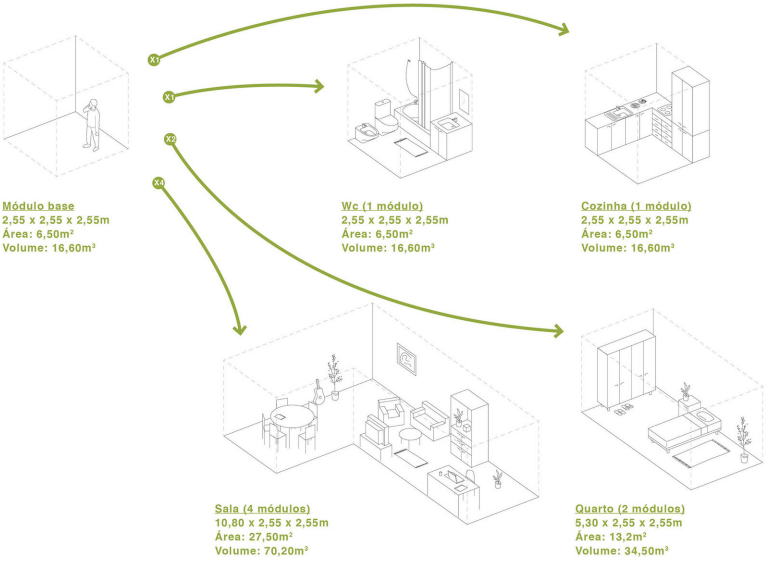 X1
X1
X2
X4
Módulo base
2,55 x 2,55 x 2,55m
Área: 6,50m²
Volume: 16,60m³
Wc (1 módulo)
2,55 x 2,55 x 2,55m
Área: 6,50m²
Volume: 16,60m³
Cozinha (1 módulo)
2,55 x 2,55 x 2,55m
Área: 6,50m²
Volume: 16,60m³
Sala (4 módulos)
10,80 x 2,55 x 2,55m
Área: 27,50m²
Volume: 70,20m³
Quarto (2 módulos)
5,30 x 2,55 x 2,55m
Área: 13,2m²
Volume: 34,50m³